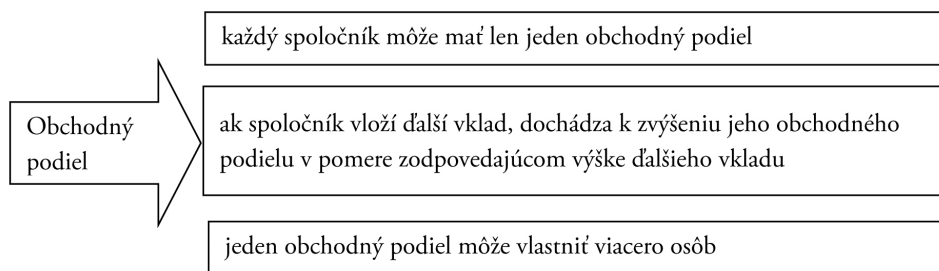 každý spoločník môže mať len jeden obchodný podiel
Obchodný
podiel
ak spoločník vloží ďalší vklad, dochádza k zvýšeniu jeho obchodného
podielu v pomere zodpovedajúcom výške ďalšieho vkladu
jeden obchodný podiel môže vlastniť viacero osôb